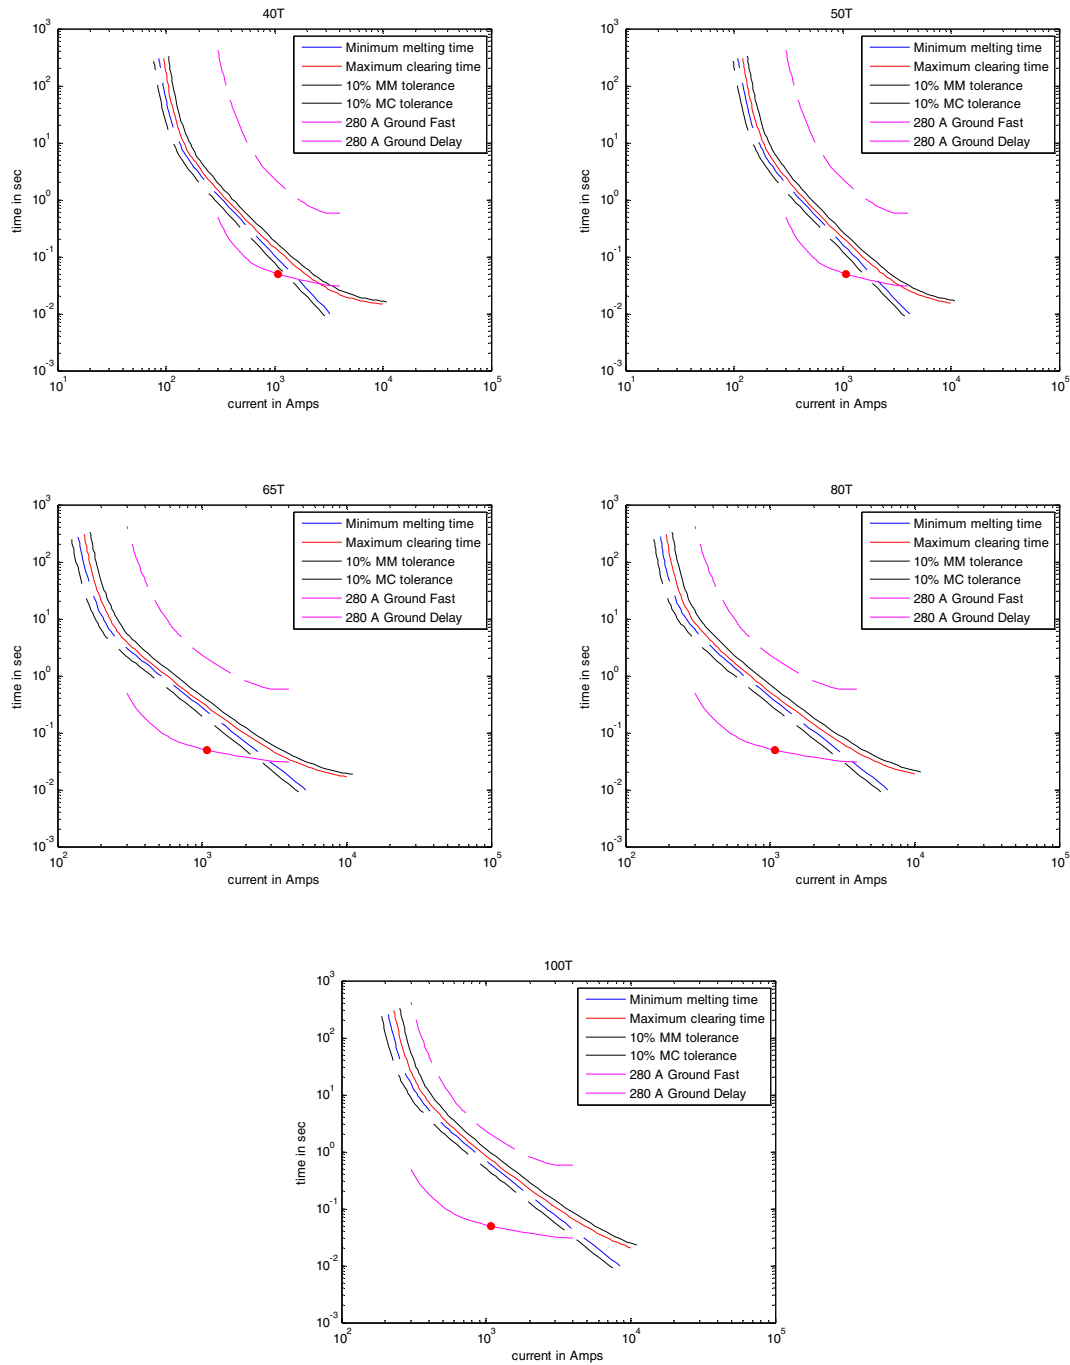 40T
10^3
10^2
10^1
10^0
10^-1
10^-2
10^-3
time in sec
Minimum melting time
Maximum clearing time
10% MM tolerance
10% MC tolerance
280 A Ground Fast
280 A Ground Delay
10^1
10^2
10^3
10^4
10^5
current in Amps
50T
10^3
10^2
10^1
10^0
10^-1
10^-2
10^-3
time in sec
Minimum melting time
Maximum clearing time
10% MM tolerance
10% MC tolerance
280 A Ground Fast
280 A Ground Delay
10^1
10^2
10^3
10^4
10^5
current in Amps
65T
10^3
10^2
10^1
10^0
10^-1
10^-2
10^-3
time in sec
Minimum melting time
Maximum clearing time
10% MM tolerance
10% MC tolerance
280 A Ground Fast
280 A Ground Delay
10^2
10^3
10^4
10^5
current in Amps
80T
10^3
10^2
10^1
10^0
10^-1
10^-2
10^-3
time in sec
Minimum melting time
Maximum clearing time
10% MM tolerance
10% MC tolerance
280 A Ground Fast
280 A Ground Delay
10^2
10^3
10^4
10^5
current in Amps
100T
10^3
10^2
10^1
10^0
10^-1
10^-2
10^-3
time in sec
Minimum melting time
Maximum clearing time
10% MM tolerance
10% MC tolerance
280 A Ground Fast
280 A Ground Delay
10^2
10^3
10^4
10^5
current in Amps